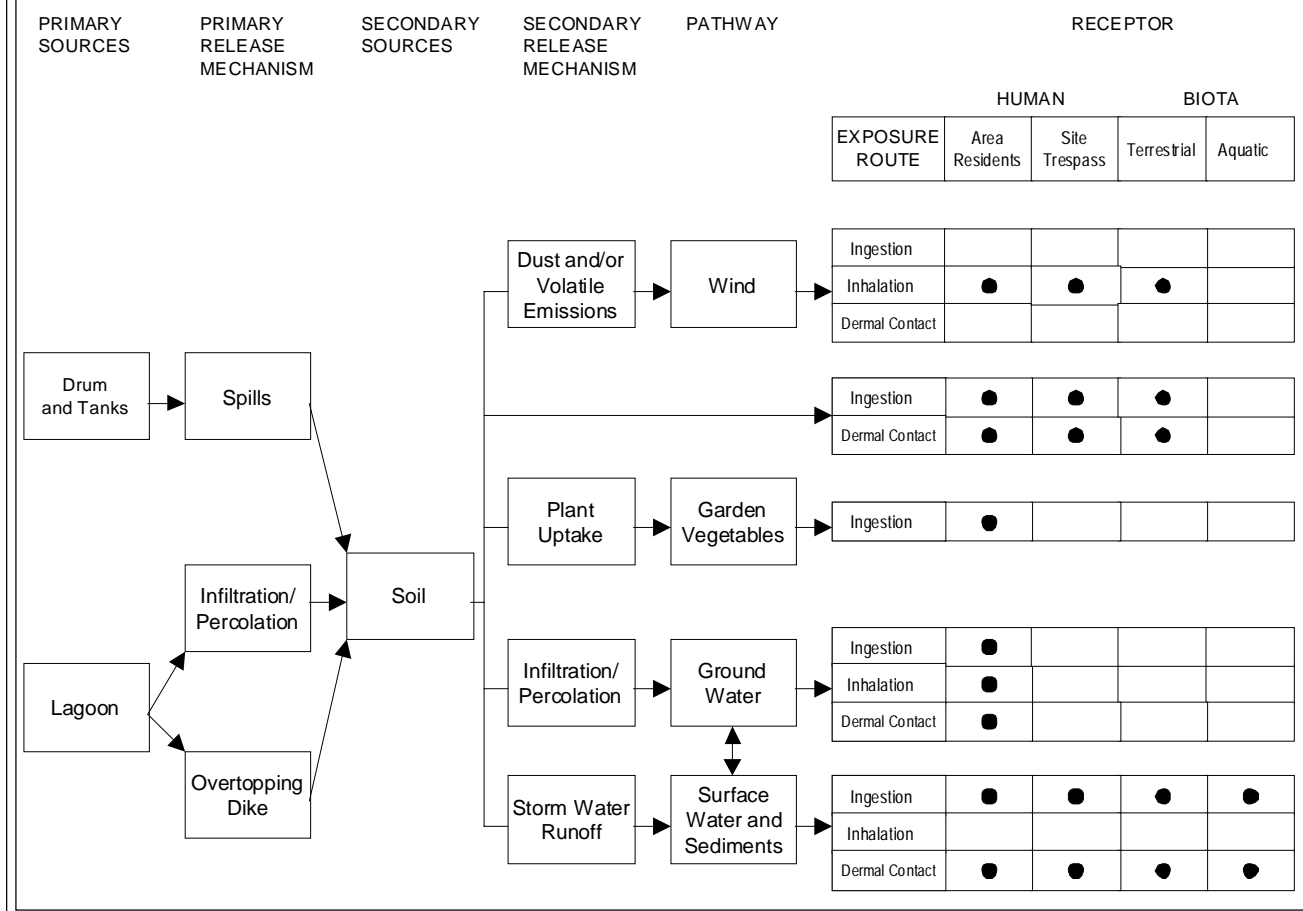 PRIMARY
SOURCES
PRIMARY
RELEASE
MECHANISM
SECONDARY
SOURCES
SECONDARY
RELEASE
MECHANISM
PATHWAY
RECEPTOR
HUMAN
BIOTA
EXPOSURE
ROUTE
Area
Residents
Site
Trespass
Terrestrial
Aquatic
Dust and/or
Volatile
Emissions
Wind
Ingestion
Inhalation
Dermal Contact
Drum
and Tanks
Spills
Ingestion
Dermal Contact
Plant
Uptake
Garden
Vegetables
Ingestion
Infiltration/
Percolation
Soil
Lagoon
Infiltration/
Percolation
Ground
Water
Ingestion
Inhalation
Dermal Contact
Overtopping
Dike
Storm Water
Runoff
Surface
Water and
Sediments
Ingestion
Inhalation
Dermal Contact